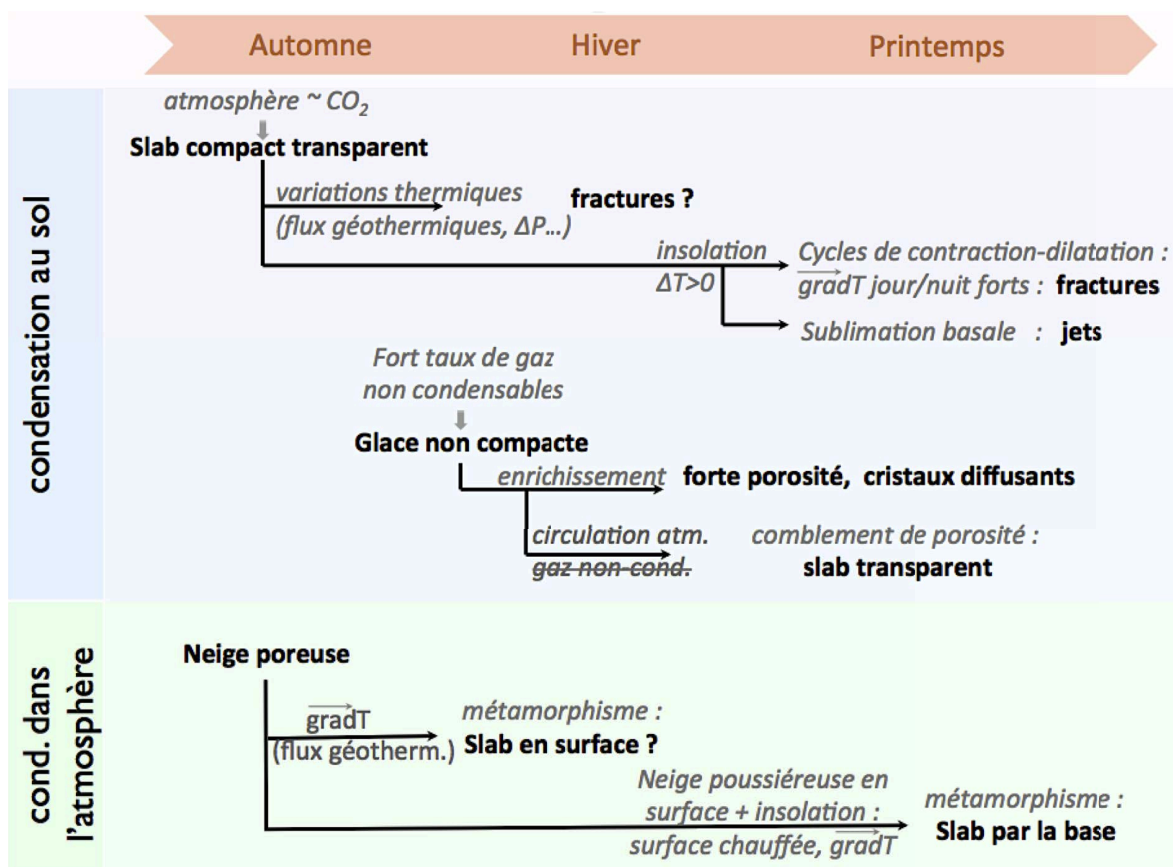 Automne Hiver Printemps
condensation au sol
atmosphère ~ CO₂
Slab compact transparent
variations thermiques
(flux géothermiques, ΔP...)
fractures ?
insolation
ΔT>0
Cycles de contraction-dilatation :
gradT jour/nuit forts : fractures
Sublimation basale : jets
Fort taux de gaz
non condensables
Glace non compacte
enrichissement
forte porosité, cristaux diffusants
circulation atm.
gaz non-cond.
comblement de porosité :
slab transparent
cond. dans
l'atmosphère
Neige poreuse
gradT
(flux géotherm.)
métamorphisme :
Slab en surface ?
Neige poussiéreuse en
surface + insolation :
surface chauffée, gradT
métamorphisme :
Slab par la base